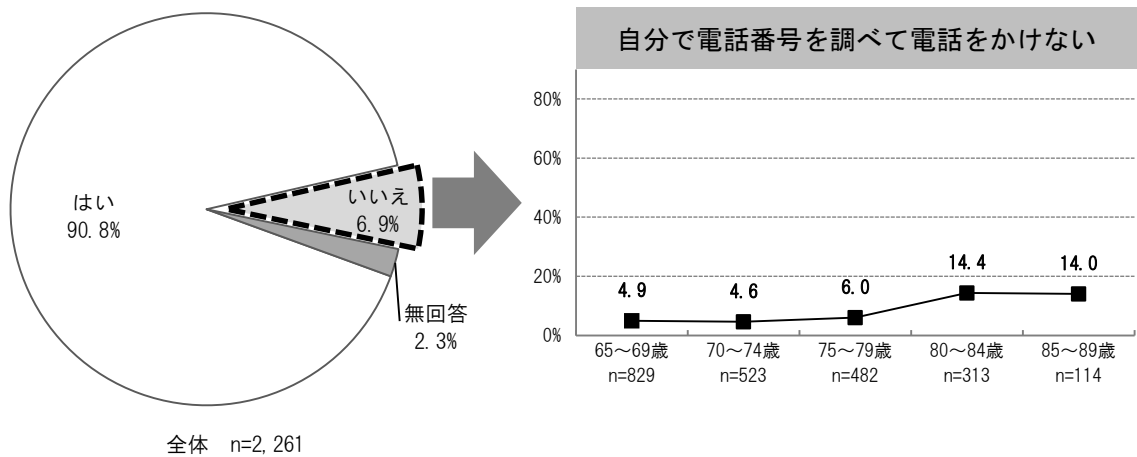 はい
90.8%
いいえ
6.9%
無回答
2.3%
全体 n=2,261
自分で電話番号を調べて電話をかけない
80%
60%
40%
20%
0%
4.9
4.6
6.0
14.4
14.0
65～69歳
n=829
70～74歳
n=523
75～79歳
n=482
80～84歳
n=313
85～89歳
n=114